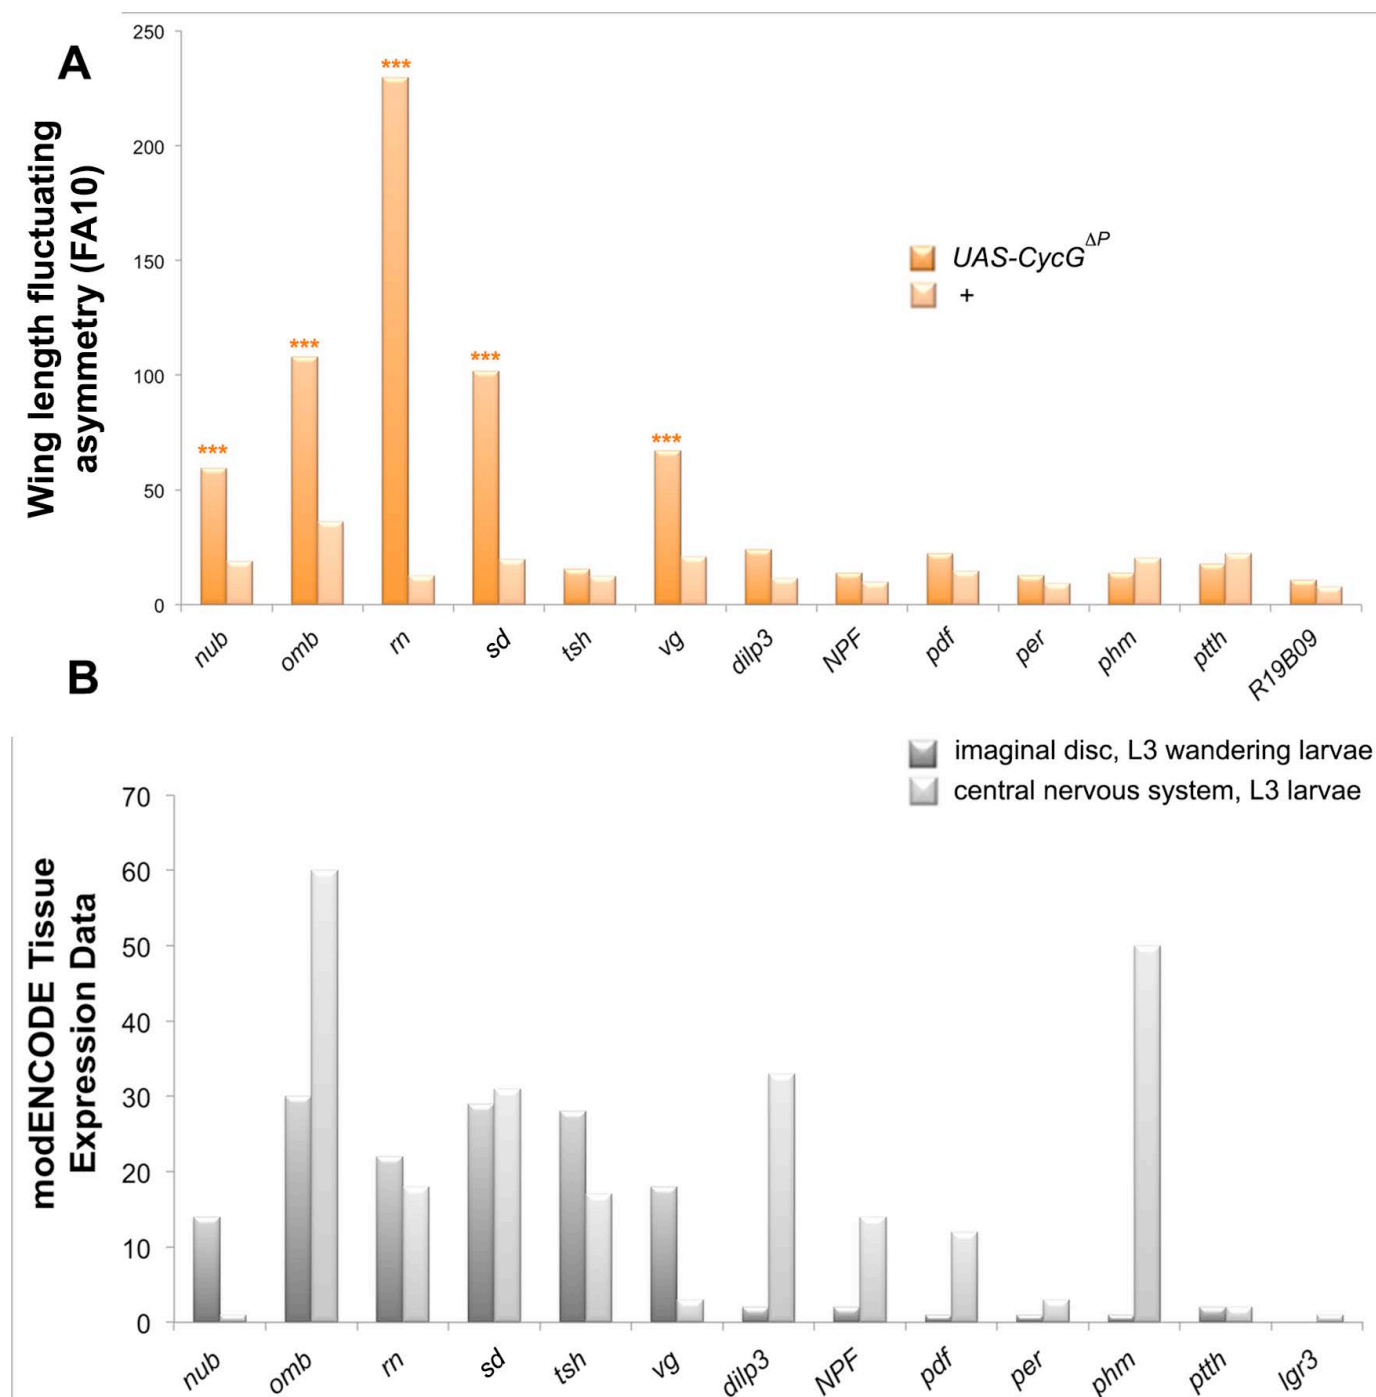 A
Wing length fluctuating
asymmetry (FA10)
250
200
150
100
50
0
***
***
***
***
***
UAS-CycG^ΔP
+
nub
omb
rn
sd
tsh
vg
dilp3
NPF
pdf
per
phm
ptth
R19B09
B
modENCODE Tissue
Expression Data
imaginal disc, L3 wandering larvae
central nervous system, L3 larvae
70
60
50
40
30
20
10
0
nub
omb
rn
sd
tsh
vg
dilp3
NPF
pdf
per
phm
ptth
lgr3